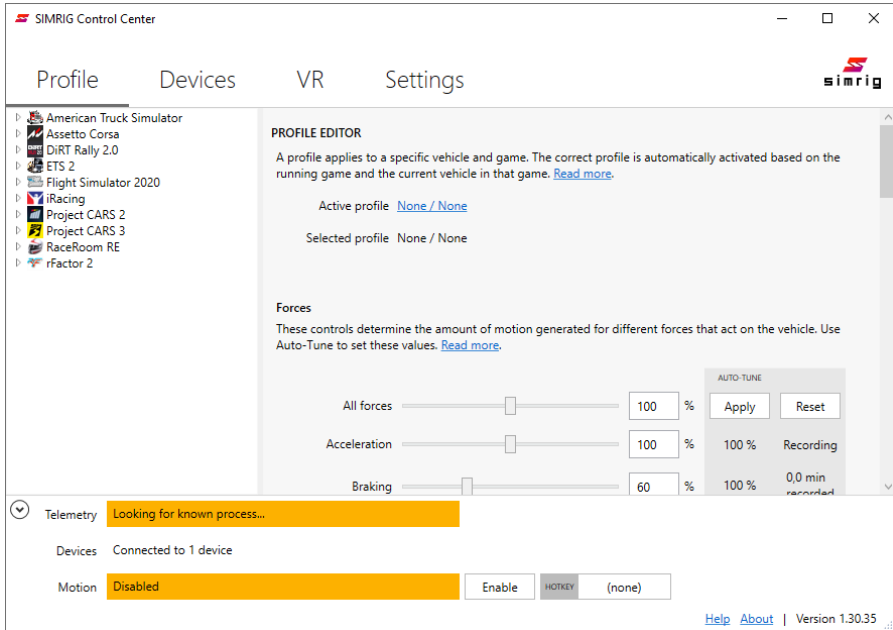 SIMRIG Control Center
Profile Devices VR Settings
simrig
American Truck Simulator
Assetto Corsa
DiRT Rally 2.0
ETS 2
Flight Simulator 2020
iRacing
Project CARS 2
Project CARS 3
RaceRoom RE
rFactor 2
PROFILE EDITOR
A profile applies to a specific vehicle and game. The correct profile is automatically activated based on the
running game and the current vehicle in that game. Read more.
Active profile None / None
Selected profile None / None
Forces
These controls determine the amount of motion generated for different forces that act on the vehicle. Use
Auto-Tune to set these values. Read more.
AUTO-TUNE
All forces 100 % Apply Reset
Acceleration 100 % 100 % Recording
Braking 60 % 100 % 0,0 min
recorded
Telemetry Looking for known process...
Devices Connected to 1 device
Motion Disabled Enable HOTKEY (none)
Help About | Version 1.30.35